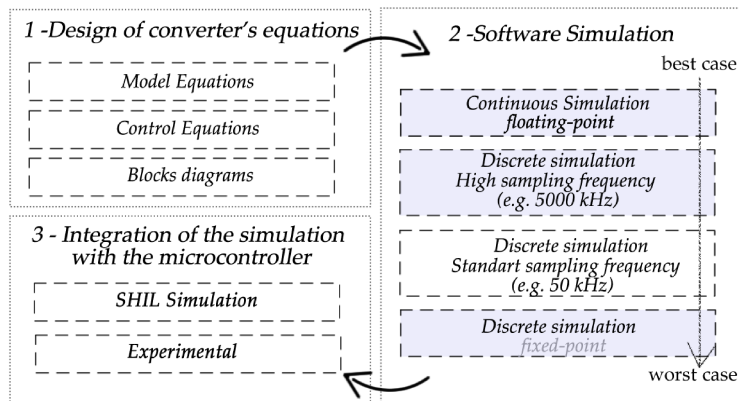 1 -Design of converter's equations
Model Equations
Control Equations
Blocks diagrams
2 -Software Simulation
best case
Continuous Simulation
floating-point
Discrete simulation
High sampling frequency
(e.g. 5000 kHz)
Discrete simulation
Standart sampling frequency
(e.g. 50 kHz)
Discrete simulation
fixed-point
worst case
3 - Integration of the simulation
with the microcontroller
SHIL Simulation
Experimental